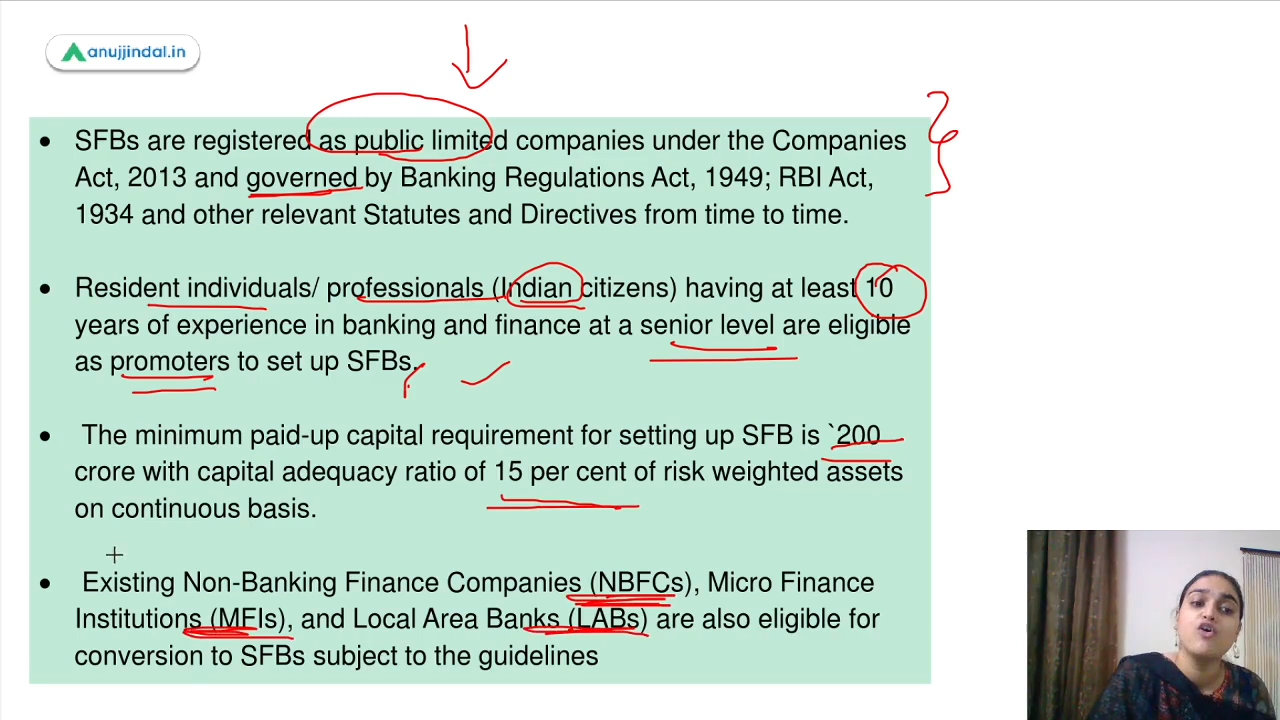 anujjindal.in
• SFBs are registered as public limited companies under the Companies
Act, 2013 and governed by Banking Regulations Act, 1949; RBI Act,
1934 and other relevant Statutes and Directives from time to time.
• Resident individuals/ professionals (Indian citizens) having at least 10
years of experience in banking and finance at a senior level are eligible
as promoters to set up SFBs.
• The minimum paid-up capital requirement for setting up SFB is `200
crore with capital adequacy ratio of 15 per cent of risk weighted assets
on continuous basis.
• Existing Non-Banking Finance Companies (NBFCs), Micro Finance
Institutions (MFIs), and Local Area Banks (LABs) are also eligible for
conversion to SFBs subject to the guidelines